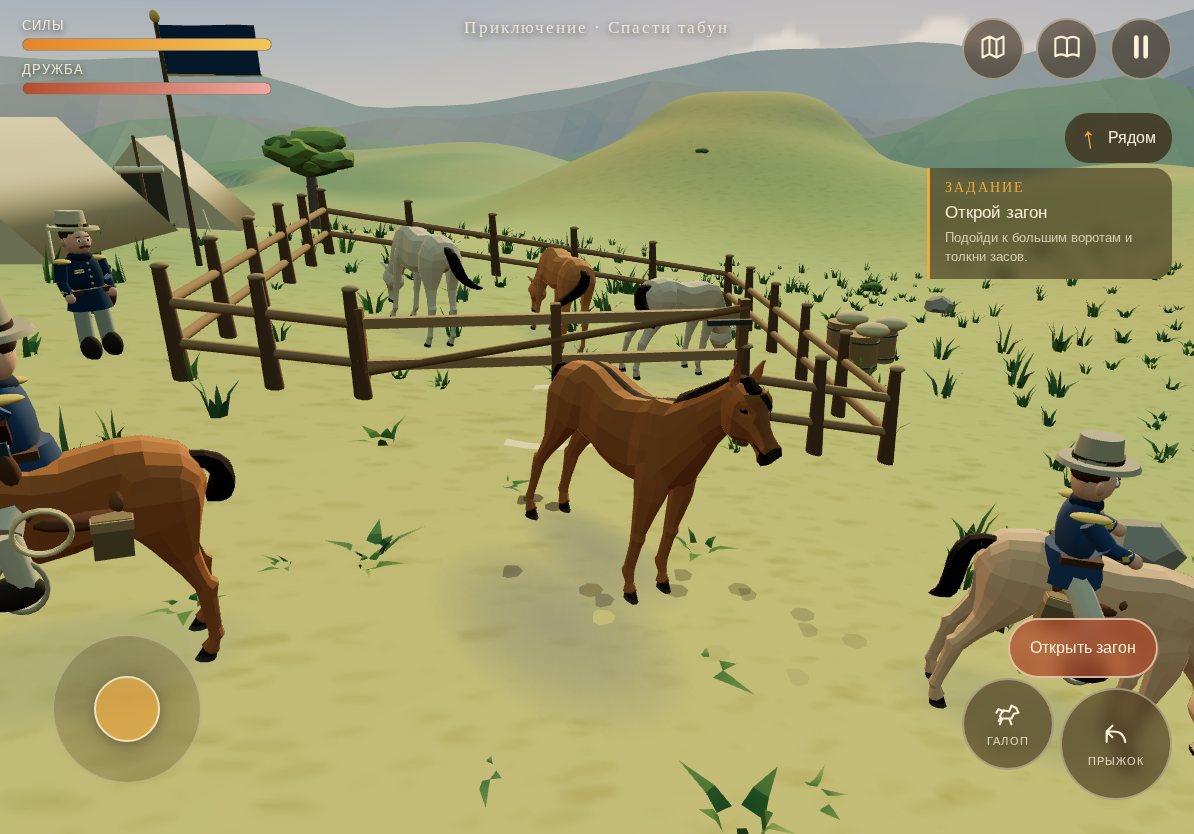 СИЛЫ
Приключение · Спасти табун
ДРУЖБА
Рядом
ЗАДАНИЕ
Открой загон
Подойди к большим воротам и
толкни засов.
Открыть загон
ГАЛОП
ПРЫЖОК